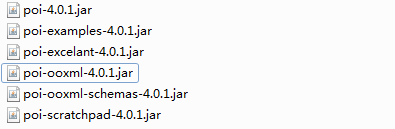 poi-4.0.1.jar
poi-examples-4.0.1.jar
poi-excelant-4.0.1.jar
poi-ooxml-4.0.1.jar
poi-ooxml-schemas-4.0.1.jar
poi-scratchpad-4.0.1.jar